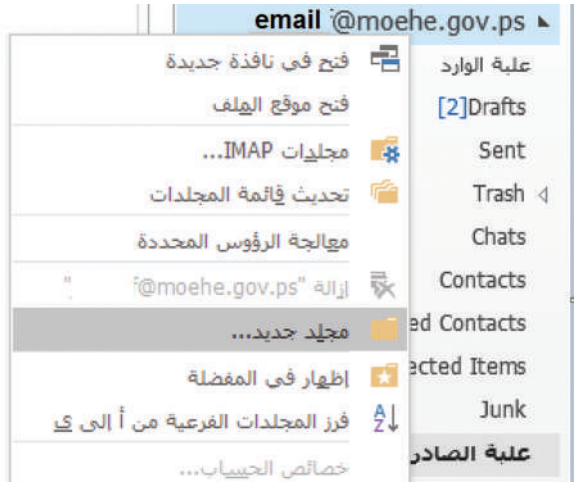 email @moehe.gov.ps
علبة الوارد
[2]Drafts
Sent
Trash
Chats
Contacts
ed Contacts
ected Items
Junk
علبة الصادر
فتح في نافذة جديدة
فتح موقع الملف
مجلدات IMAP...
تحديث قائمة المجلدات
معالجة الرؤوس المحددة
إزالة "f@moehe.gov.ps"
مجلد جديد...
إظهار في المفضلة
فرز المجلدات الفرعية من أ إلى ي
خصائص الحساب...